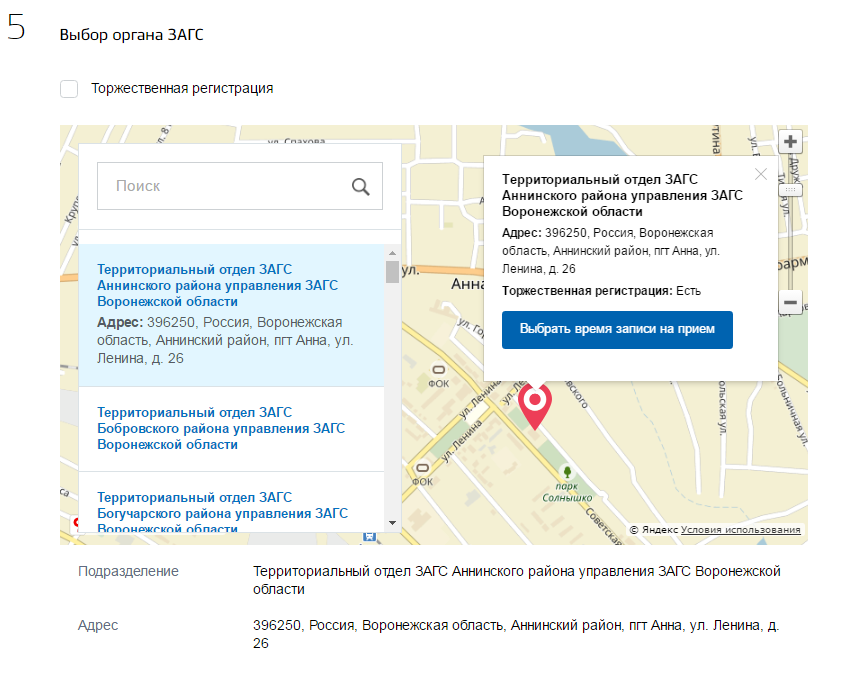 5
Выбор органа ЗАГС
Торжественная регистрация
ул. Страхова
Поиск
Территориальный отдел ЗАГС
Аннинского района управления ЗАГС
Воронежской области
Адрес: 396250, Россия, Воронежская
область, Аннинский район, пгт Анна, ул.
Ленина, д. 26
Территориальный отдел ЗАГС
Бобровского района управления ЗАГС
Воронежской области
Территориальный отдел ЗАГС
Богучарского района управления ЗАГС
Воронежской области
Территориальный отдел ЗАГС
Аннинского района управления ЗАГС
Воронежской области
Адрес: 396250, Россия, Воронежская
область, Аннинский район, пгт Анна, ул.
Ленина, д. 26
Торжественная регистрация: Есть
Выбрать время записи на прием
ул.
Анна
ул. Ленина
ул. Ленина
ФОК
ФОК
парк
Солнышко
Советская
Больничная ул.
© Яндекс Условия использования
Подразделение
Территориальный отдел ЗАГС Аннинского района управления ЗАГС Воронежской
области
Адрес
396250, Россия, Воронежская область, Аннинский район, пгт Анна, ул. Ленина, д.
26